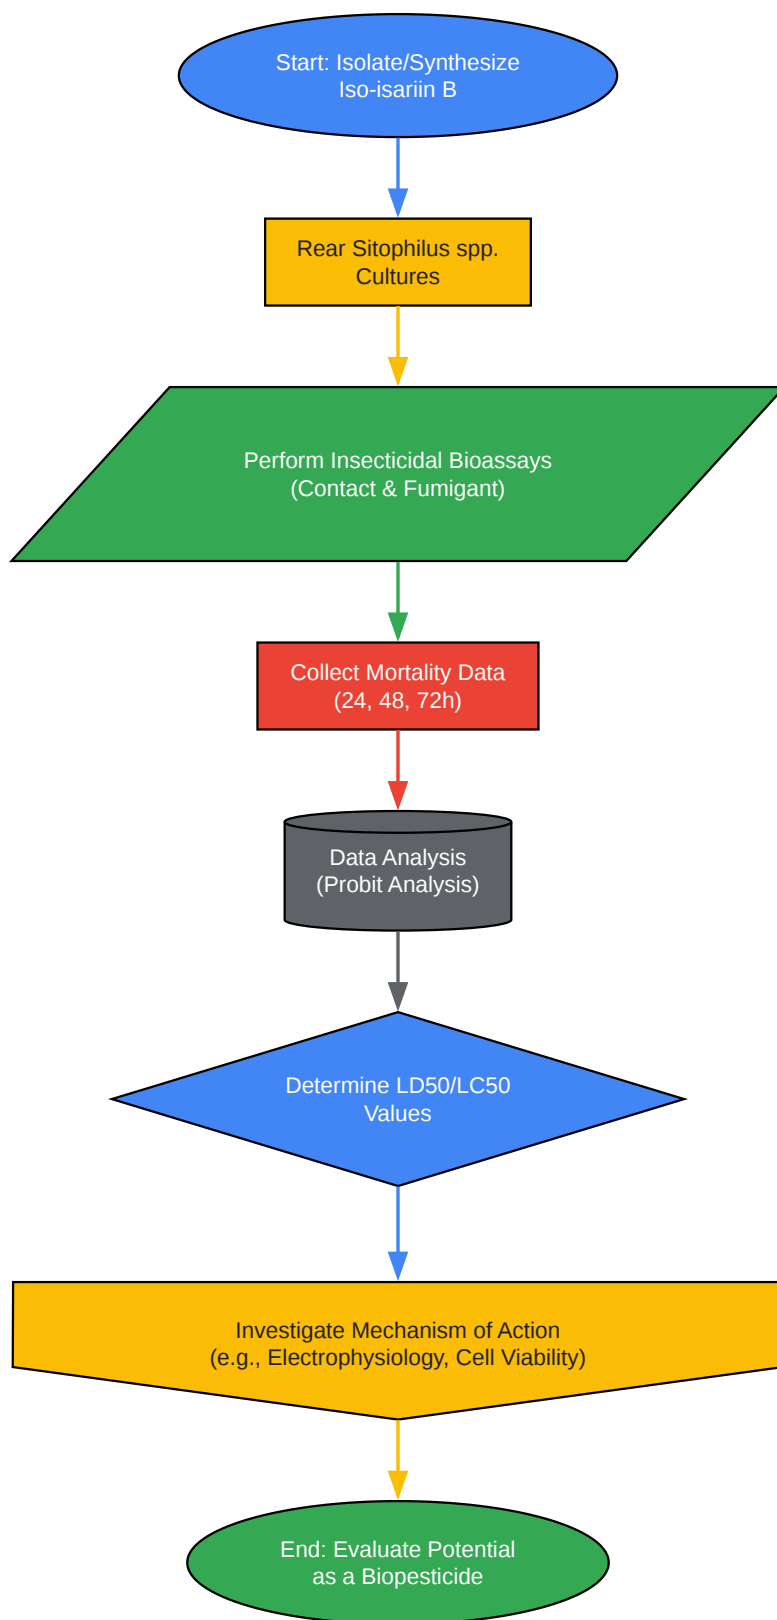 Start: Isolate/Synthesize
Iso-isariin B
Rear Sitophilus spp.
Cultures
Perform Insecticidal Bioassays
(Contact & Fumigant)
Collect Mortality Data
(24, 48, 72h)
Data Analysis
(Probit Analysis)
Determine LD50/LC50
Values
Investigate Mechanism of Action
(e.g., Electrophysiology, Cell Viability)
End: Evaluate Potential
as a Biopesticide